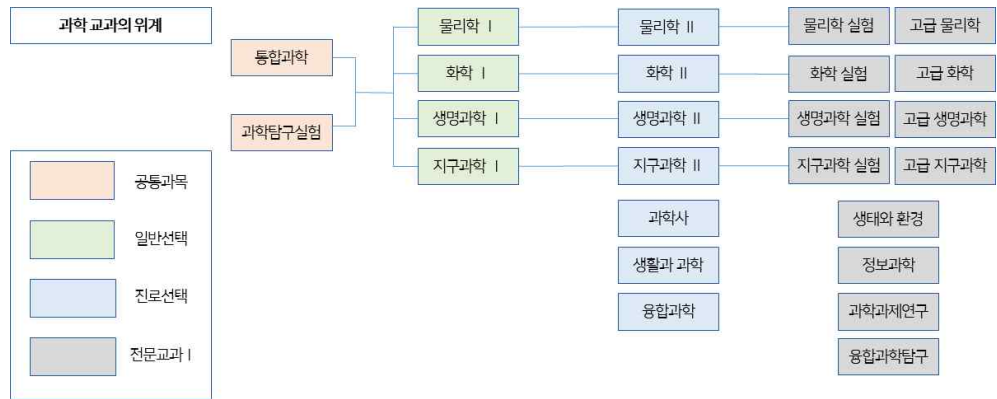 과학 교과의 위계
통합과학
과학탐구실험
물리학 Ⅰ
물리학 Ⅱ
물리학 실험
고급 물리학
화학 Ⅰ
화학 Ⅱ
화학 실험
고급 화학
생명과학 Ⅰ
생명과학 Ⅱ
생명과학 실험
고급 생명과학
지구과학 Ⅰ
지구과학 Ⅱ
지구과학 실험
고급 지구과학
과학사
생활과 과학
융합과학
생태와 환경
정보과학
과학과제연구
융합과학탐구
공통과목
일반선택
진로선택
전문교과 Ⅰ